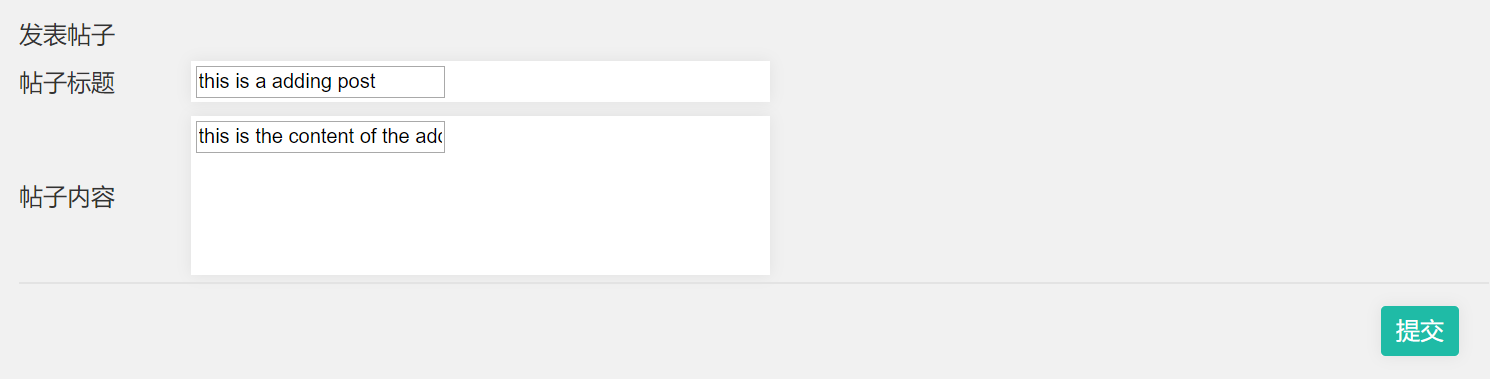 发表帖子
帖子标题 this is a adding post
this is the content of the
帖子内容
提交